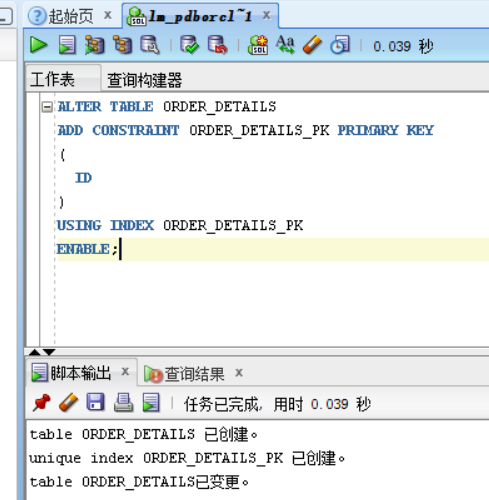 起始页 x lm_pdborcl~1 x
0.039 秒
工作表 查询构建器
ALTER TABLE ORDER_DETAILS
ADD CONSTRAINT ORDER_DETAILS_PK PRIMARY KEY
(
ID
)
USING INDEX ORDER_DETAILS_PK
ENABLE;
脚本输出 x 查询结果 x
任务已完成, 用时 0.039 秒
table ORDER_DETAILS 已创建。
unique index ORDER_DETAILS_PK 已创建。
table ORDER_DETAILS已变更。